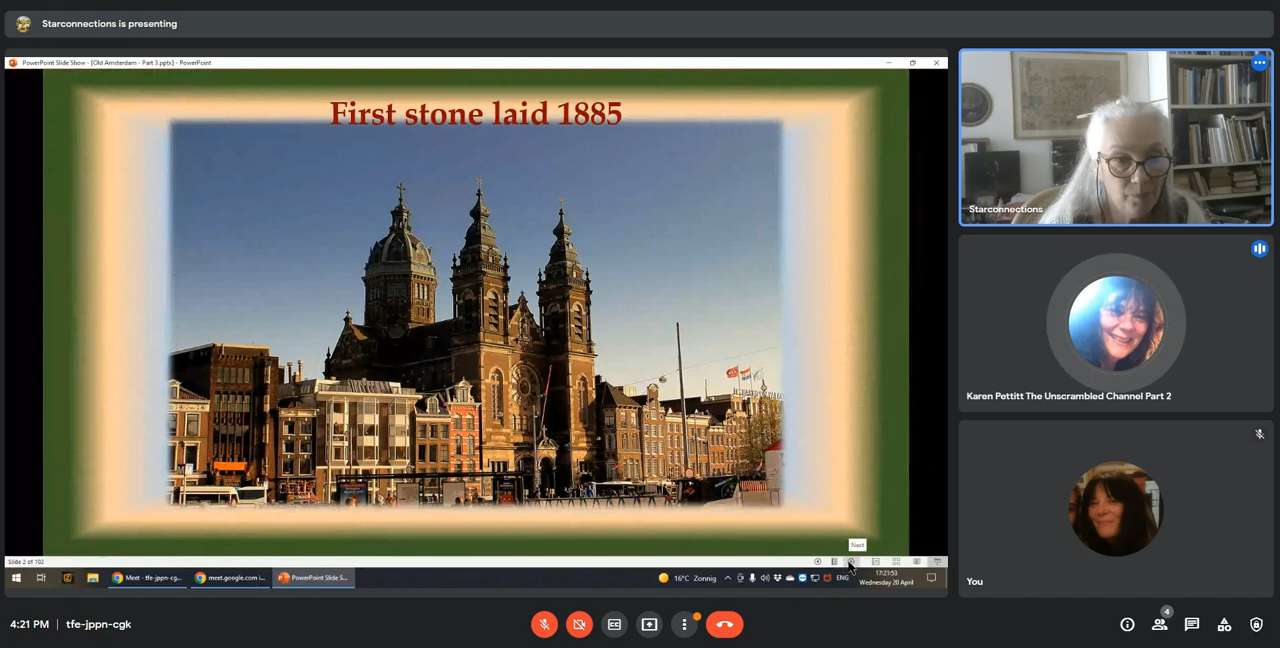 Starconnections is presenting
PowerPoint Slide Show - [Old Amsterdam - Part 3.pptx] - PowerPoint
First stone laid 1885
Starconnections
Karen Pettitt The Unscrambled Channel Part 2
You
Next
Slide 2 of 102
Meet - tfe-jppn-cg...
meet.google.com i...
PowerPoint Slide S...
16°C Zonnig
ENG
17:21:53
Wednesday 20 April
4:21 PM | tfe-jppn-cgk
4